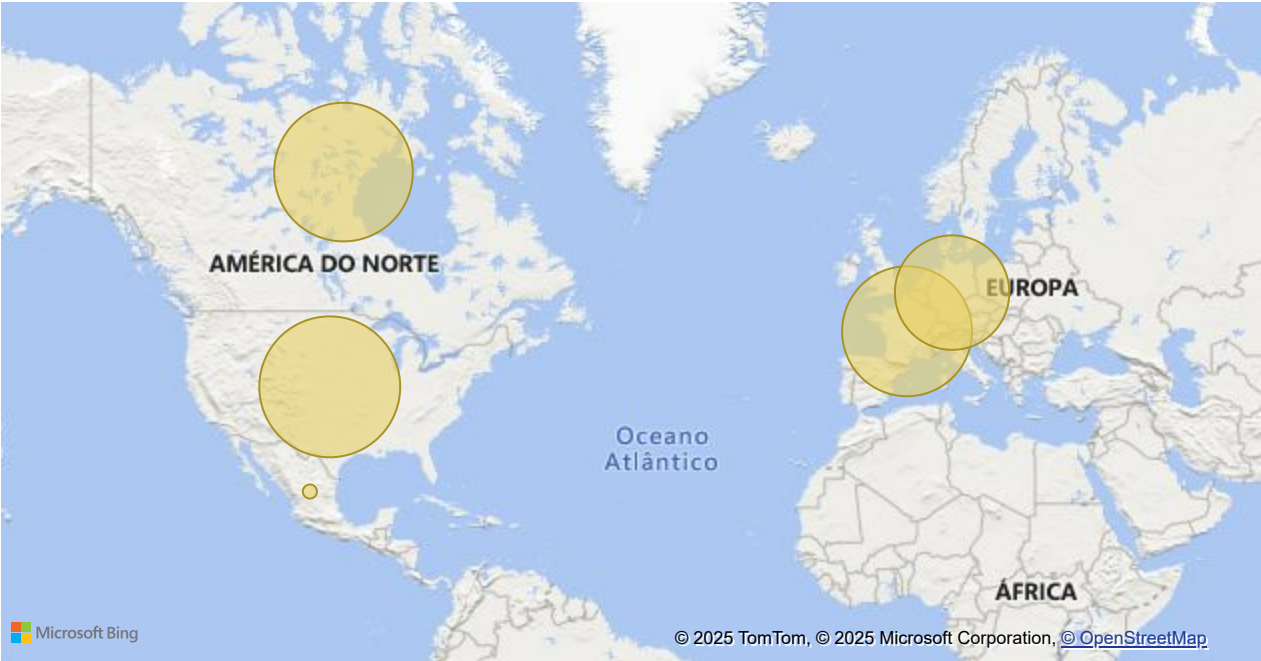 AMÉRICA DO NORTE
EUROPA
Oceano
Atlântico
ÁFRICA
Microsoft Bing
© 2025 TomTom, © 2025 Microsoft Corporation, © OpenStreetMap